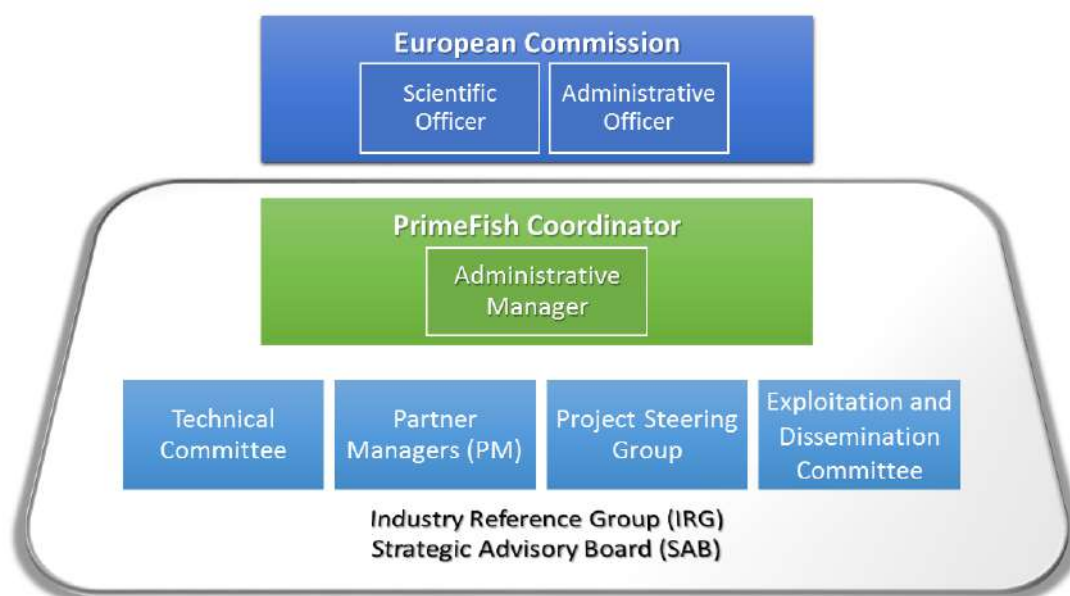 European Commission
Scientific
Officer
Administrative
Officer
PrimeFish Coordinator
Administrative
Manager
Technical
Committee
Partner
Managers (PM)
Project Steering
Group
Exploitation and
Dissemination
Committee
Industry Reference Group (IRG)
Strategic Advisory Board (SAB)